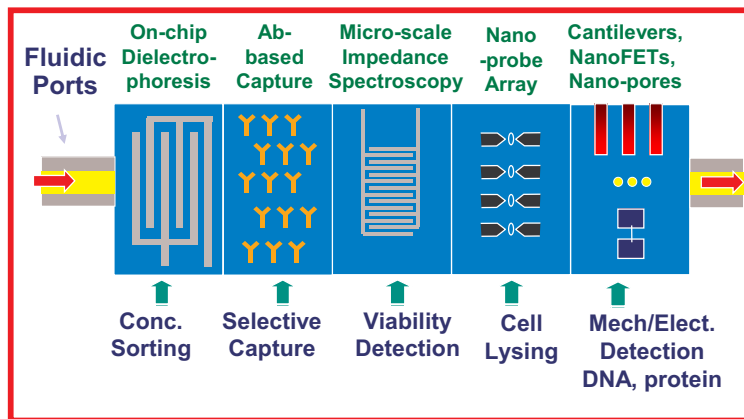 Fluidic
Ports
On-chip
Dielectro-
phoresis
Ab-
based
Capture
Micro-scale
Impedance
Spectroscopy
Nano
-probe
Array
Cantilevers,
NanoFETs,
Nano-pores
Conc.
Sorting
Selective
Capture
Viability
Detection
Cell
Lysing
Mech/Elect.
Detection
DNA, protein